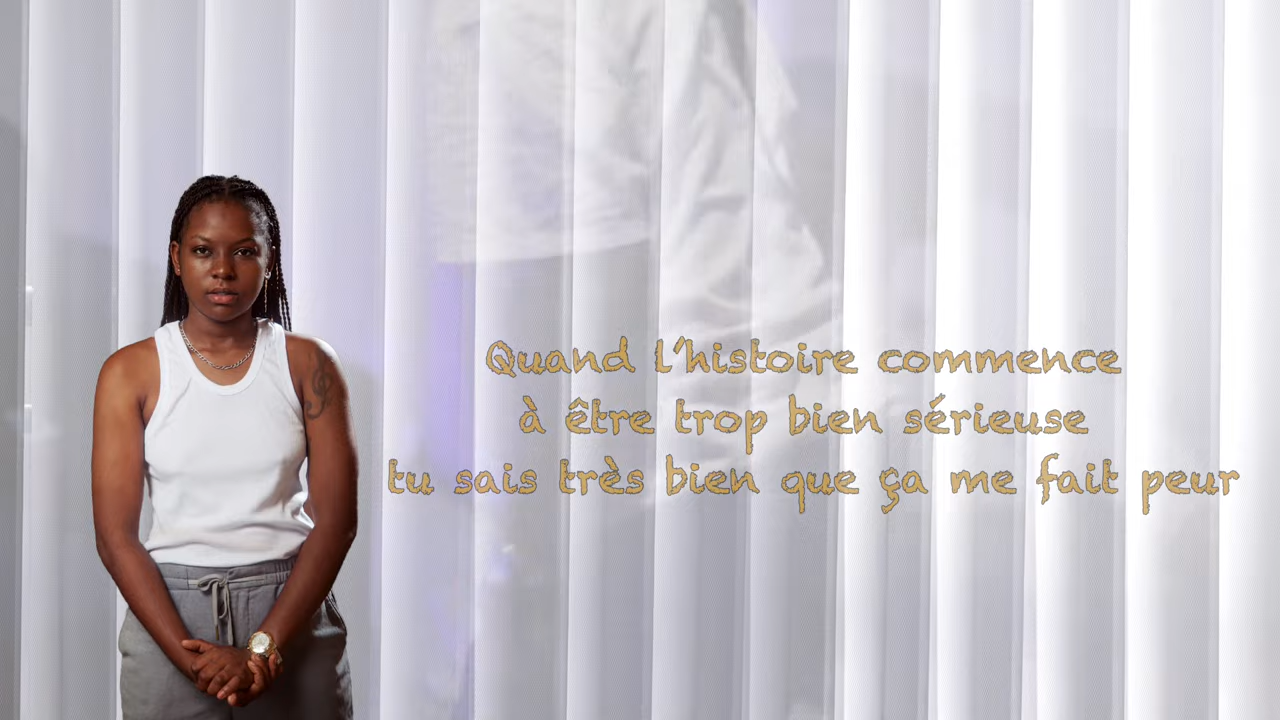 Quand l'histoire commence
à être trop bien sérieuse
tu sais très bien que ça me fait peur